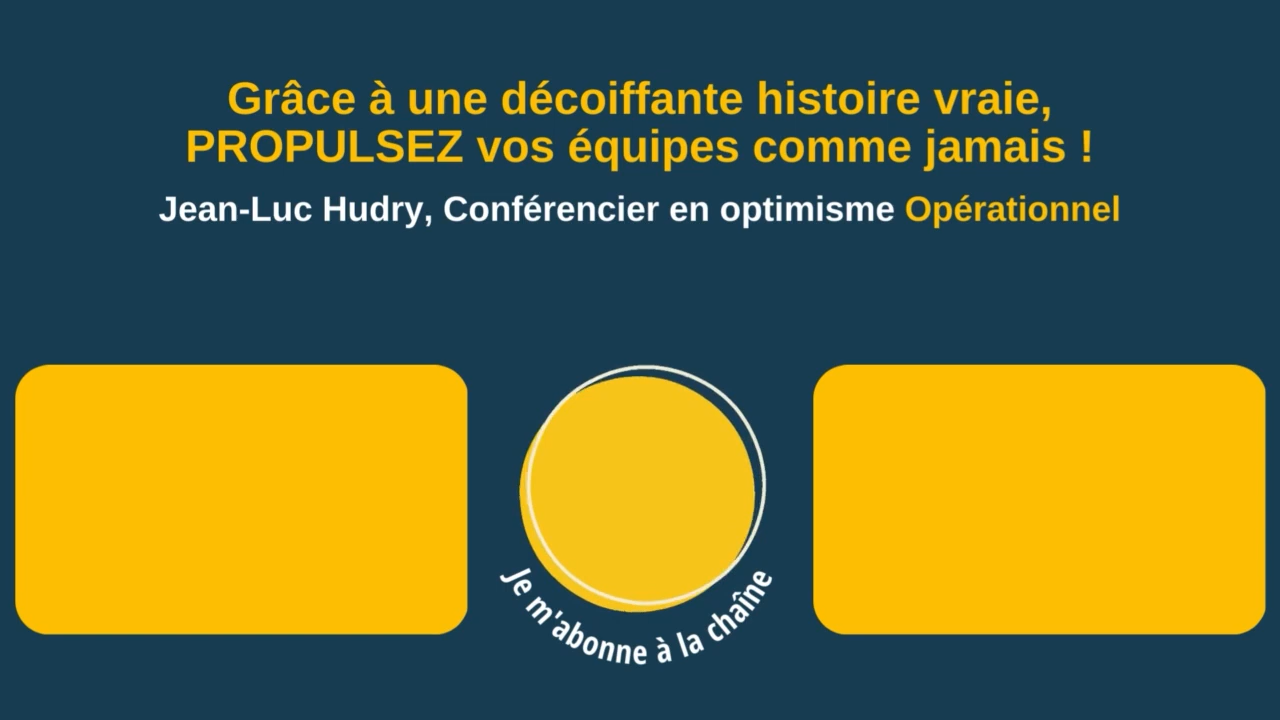 Grâce à une décoiffante histoire vraie,
PROPULSEZ vos équipes comme jamais !
Jean-Luc Hudry, Conférencier en optimisme Opérationnel
Je m'abonne à la chaîne